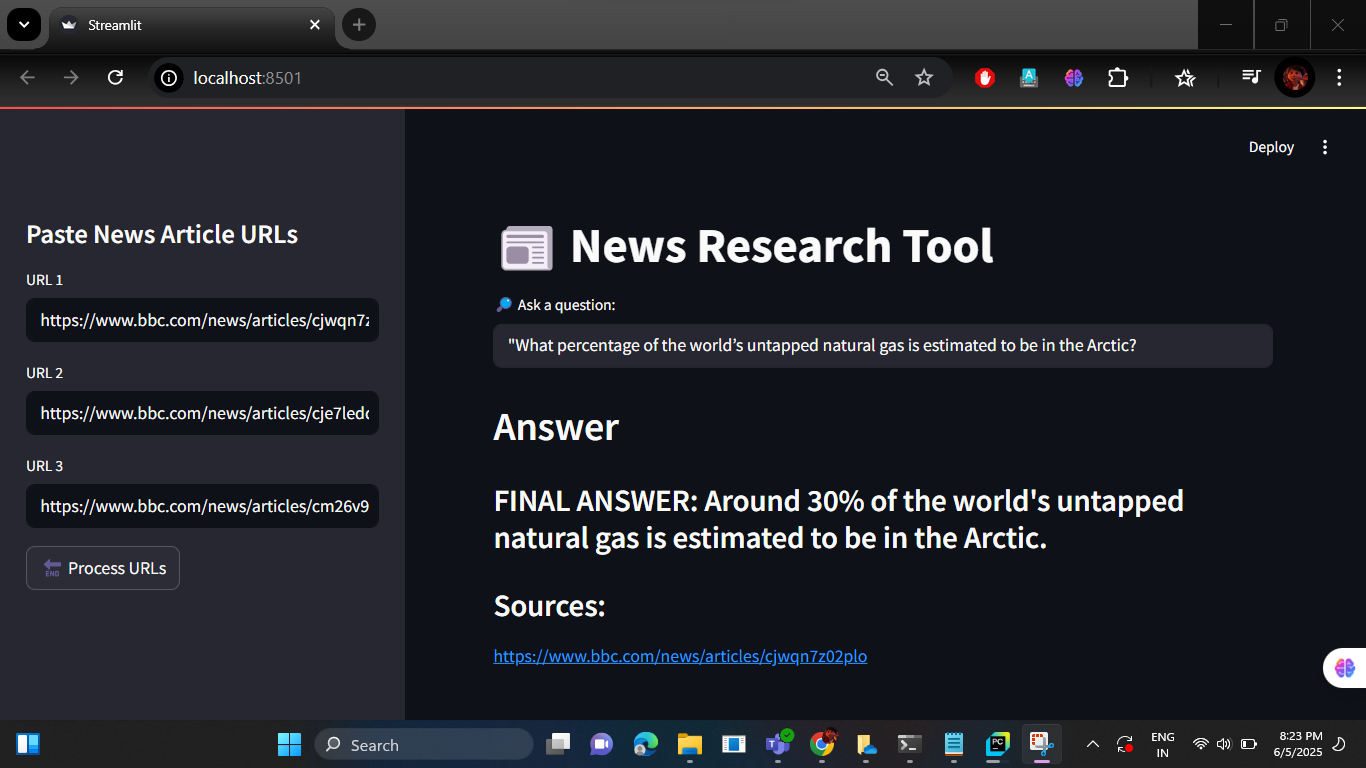 Streamlit
localhost:8501
Deploy
Paste News Article URLs
URL 1
https://www.bbc.com/news/articles/cjwqn7z
URL 2
https://www.bbc.com/news/articles/cje7led
URL 3
https://www.bbc.com/news/articles/cm26v9
END Process URLs
News Research Tool
Ask a question:
"What percentage of the world’s untapped natural gas is estimated to be in the Arctic?
Answer
FINAL ANSWER: Around 30% of the world's untapped
natural gas is estimated to be in the Arctic.
Sources:
https://www.bbc.com/news/articles/cjwqn7z02plo
Search
PC
ENG
IN
8:23 PM
6/5/2025